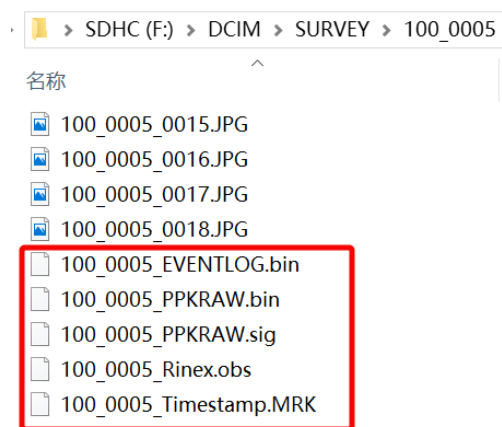 SDHC (F:) > DCIM > SURVEY > 100_0005
名称
100_0005_0015.JPG
100_0005_0016.JPG
100_0005_0017.JPG
100_0005_0018.JPG
100_0005_EVENTLOG.bin
100_0005_PPKRAW.bin
100_0005_PPKRAW.sig
100_0005_Rinex.obs
100_0005_Timestamp.MRK